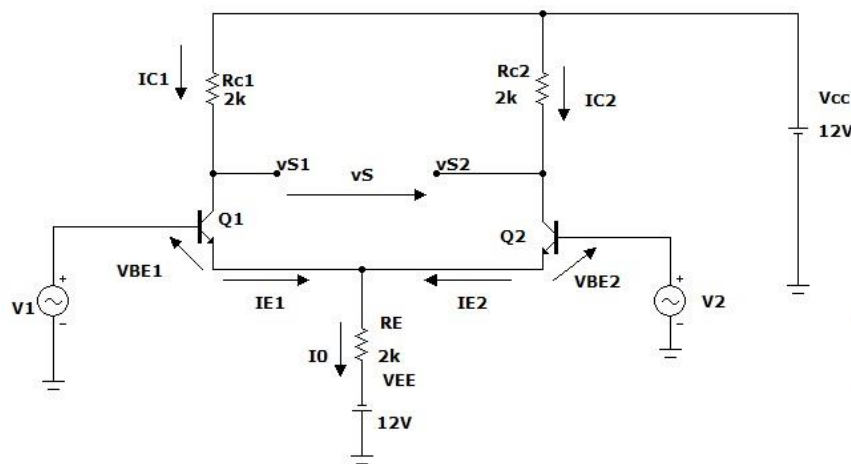 IC1
Rc1
2k
Rc2
2k
IC2
Vcc
12V
vS1
vS
vS2
Q1
Q2
VBE1
VBE2
V1
+
−
IE1
IE2
V2
+
−
I0
RE
2k
VEE
12V